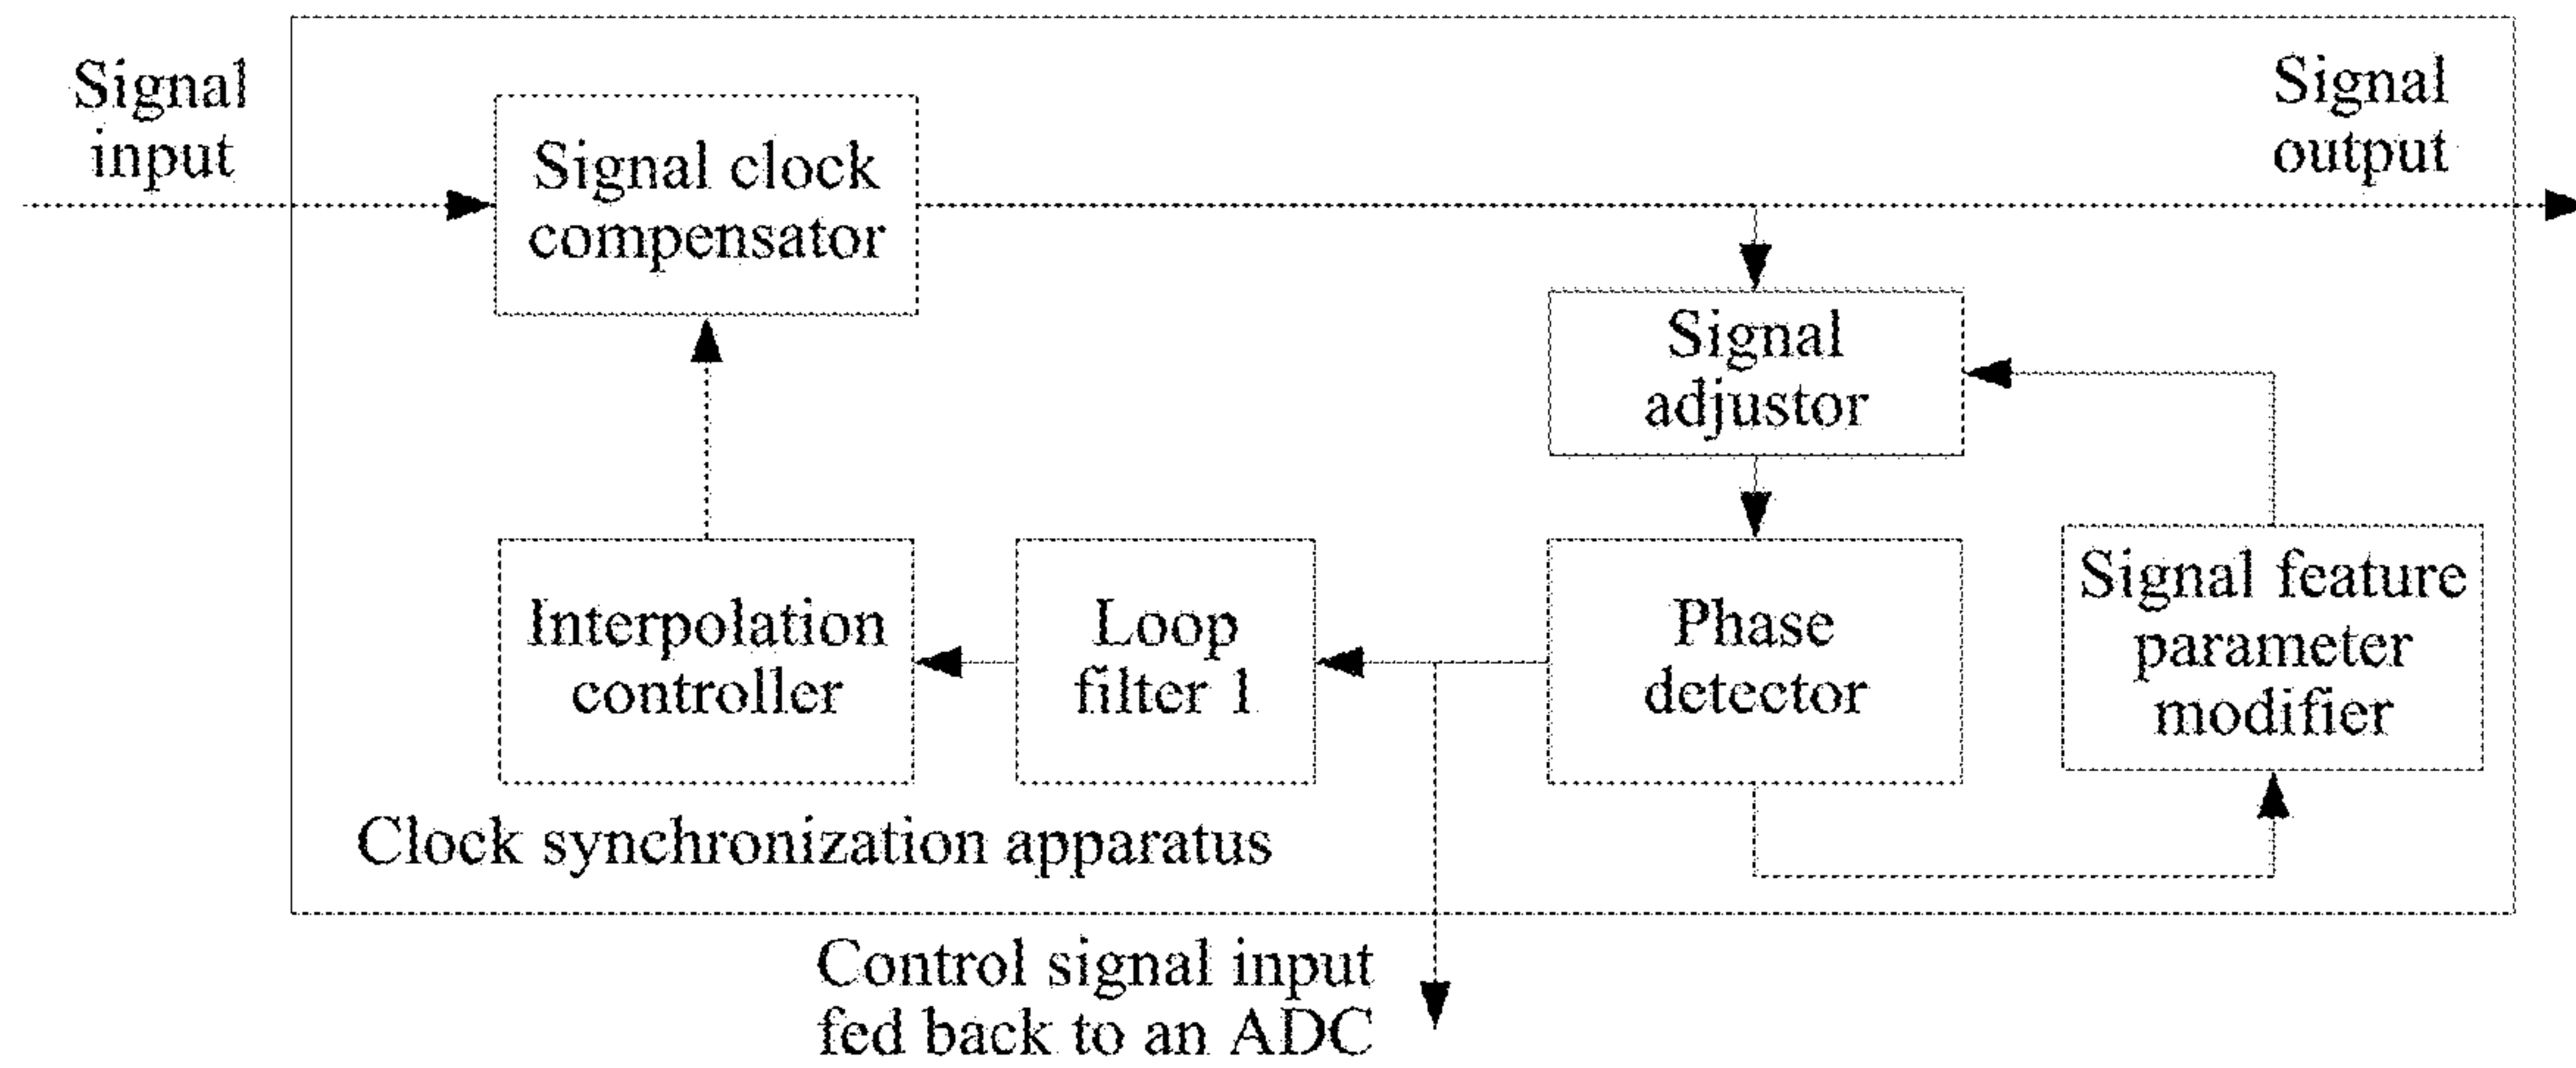 Signal
input
Signal clock
compensator
Signal
output
Signal
adjustor
Interpolation
controller
Loop
filter 1
Phase
detector
Signal feature
parameter
modifier
Clock synchronization apparatus
Control signal input
fed back to an ADC